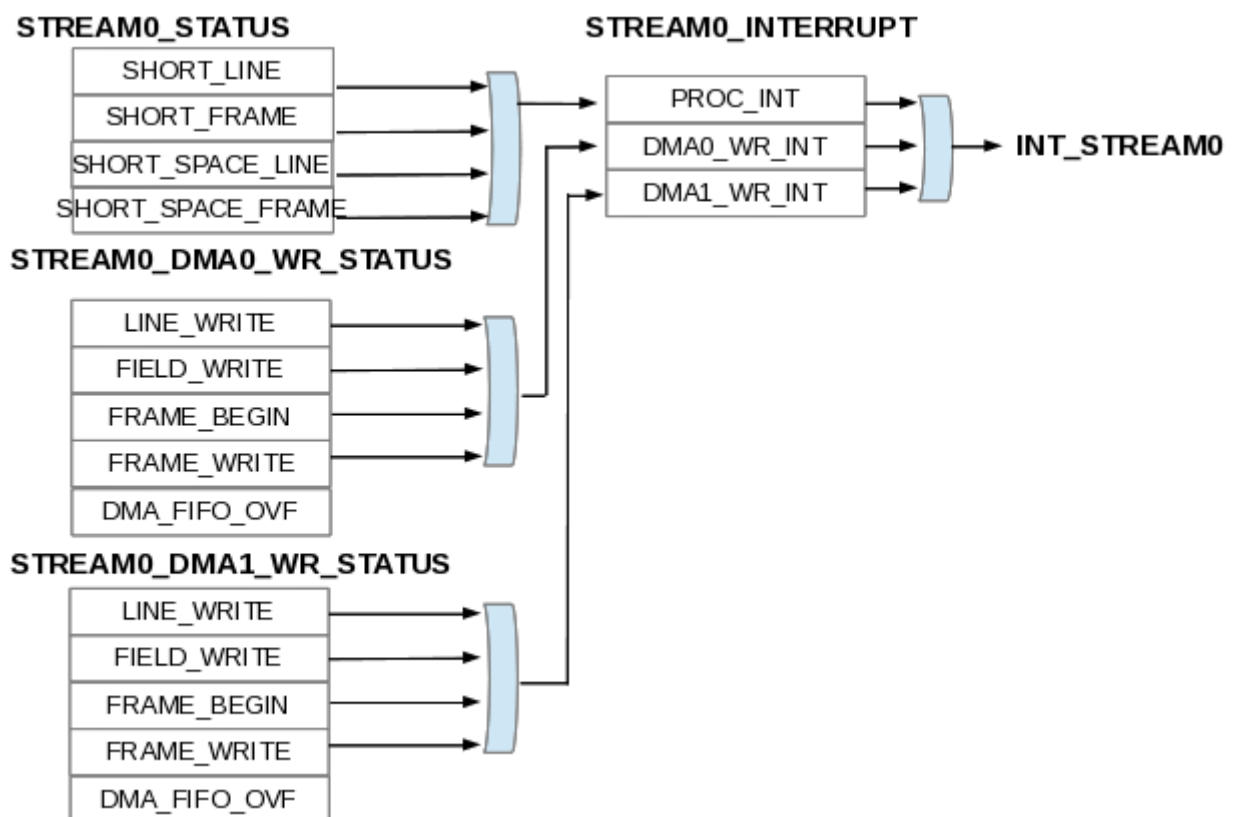 STREAM0_STATUS
SHORT_LINE
SHORT_FRAME
SHORT_SPACE_LINE
SHORT_SPACE_FRAME
STREAM0_DMA0_WR_STATUS
LINE_WRITE
FIELD_WRITE
FRAME_BEGIN
FRAME_WRITE
DMA_FIFO_OVF
STREAM0_DMA1_WR_STATUS
LINE_WRITE
FIELD_WRITE
FRAME_BEGIN
FRAME_WRITE
DMA_FIFO_OVF
STREAM0_INTERRUPT
PROC_INT
DMA0_WR_INT
DMA1_WR_INT
INT_STREAM0